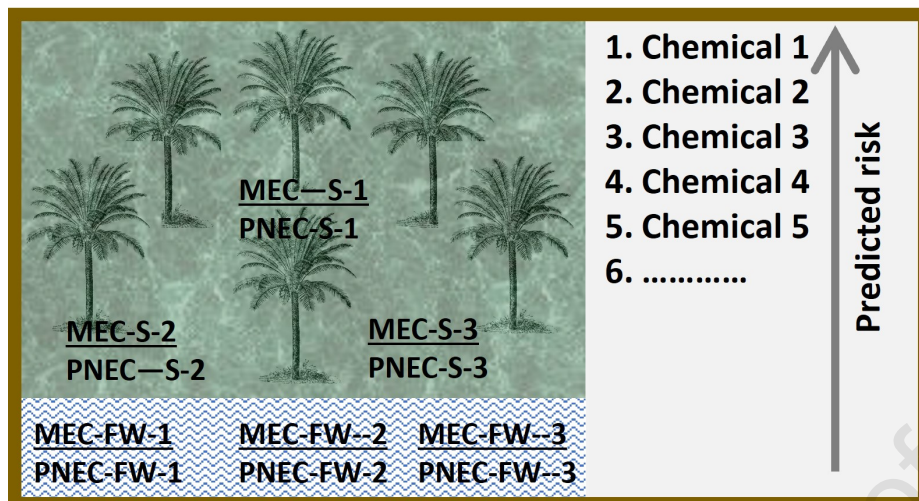 MEC—S-1
PNEC-S-1
MEC-S-2
PNEC—S-2
MEC-S-3
PNEC-S-3
MEC-FW-1
PNEC-FW-1
MEC-FW--2
PNEC-FW-2
MEC-FW--3
PNEC-FW--3
1. Chemical 1
2. Chemical 2
3. Chemical 3
4. Chemical 4
5. Chemical 5
6. …………
Predicted risk